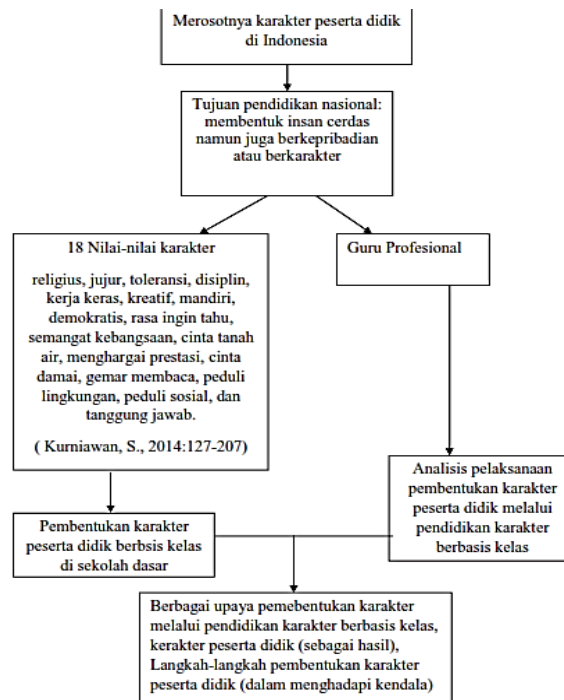 Merosotnya karakter peserta didik
di Indonesia
Tujuan pendidikan nasional:
membentuk insan cerdas
namun juga berkepribadian
atau berkarakter
18 Nilai-nilai karakter
religius, jujur, toleransi, disiplin,
kerja keras, kreatif, mandiri,
demokratis, rasa ingin tahu,
semangat kebangsaan, cinta tanah
air, menghargai prestasi, cinta
damai, gemar membaca, peduli
lingkungan, peduli sosial, dan
tanggung jawab.
( Kurniawan, S., 2014:127-207)
Guru Profesional
Pembentukan karakter
peserta didik berbsis kelas
di sekolah dasar
Analisis pelaksanaan
pembentukan karakter
peserta didik melalui
pendidikan karakter
berbasis kelas
Berbagai upaya pemebentukan karakter
melalui pendidikan karakter berbasis kelas,
kerakter peserta didik (sebagai hasil),
Langkah-langkah pembentukan karakter
peserta didik (dalam menghadapi kendala)